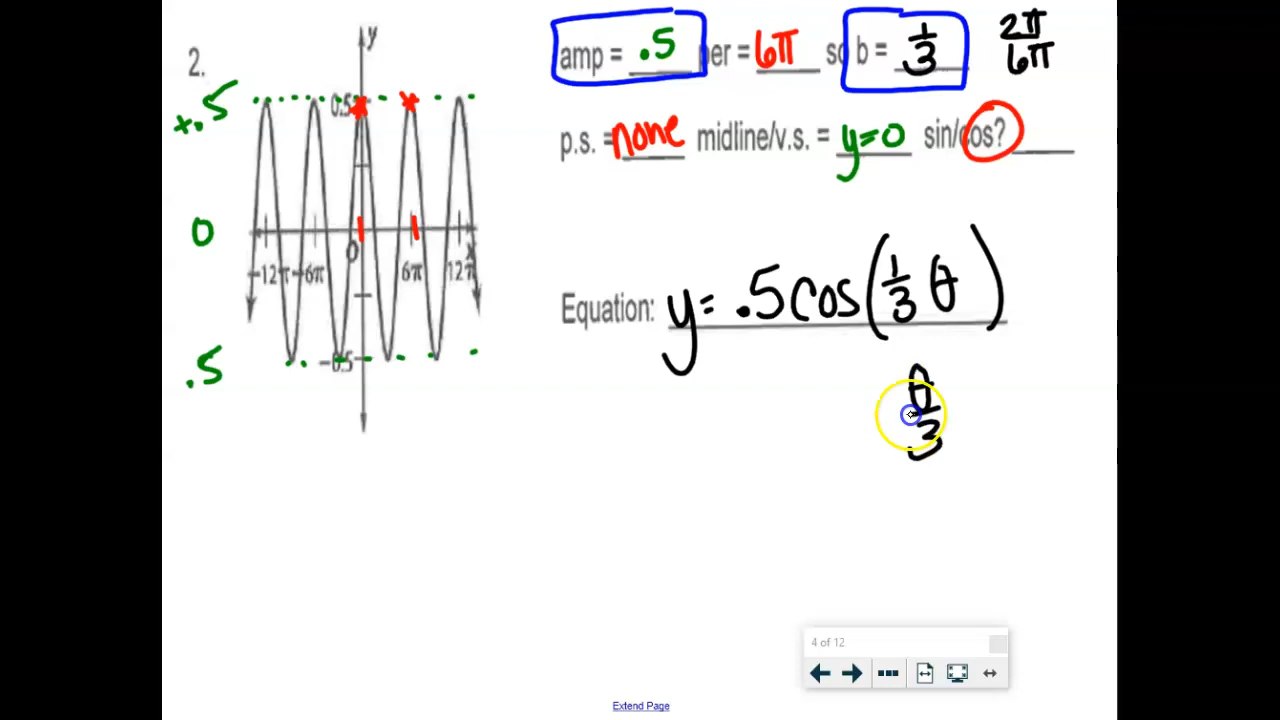 2.
y
amp = .5 per = 6π so b = 1/3 2π/6π
p.s. = none midline/v.s. = y=0 sin/cos?
+.5
0.5
0
0
x
-12π -6π 6π 12π
.5
-0.5
Equation: y = .5cos(1/3 θ)
θ/3
4 of 12
Extend Page